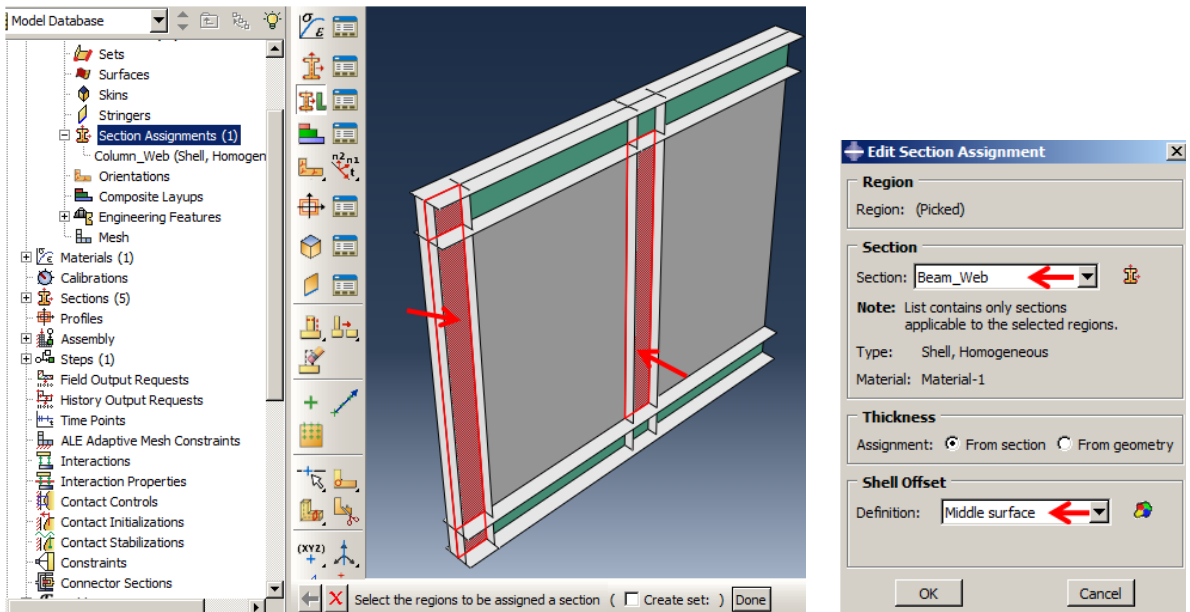 Model Database
Sets
Surfaces
Skins
Stringers
Section Assignments (1)
Column_Web (Shell, Homogen
Orientations
Composite Layups
Engineering Features
Mesh
Materials (1)
Calibrations
Sections (5)
Profiles
Assembly
Steps (1)
Field Output Requests
History Output Requests
Time Points
ALE Adaptive Mesh Constraints
Interactions
Interaction Properties
Contact Controls
Contact Initializations
Contact Stabilizations
Constraints
Connector Sections
σ
ε
n2 n1
t
(XYZ)
Select the regions to be assigned a section ( Create set: ) Done
Edit Section Assignment X
Region
Region: (Picked)
Section
Section: Beam_Web
Note: List contains only sections
applicable to the selected regions.
Type: Shell, Homogeneous
Material: Material-1
Thickness
Assignment: From section From geometry
Shell Offset
Definition: Middle surface
OK Cancel